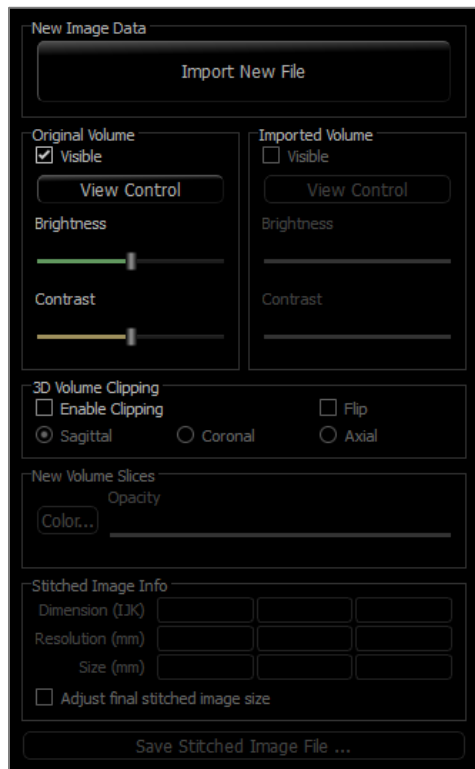 New Image Data
Import New File
Original Volume
Visible
View Control
Brightness
Contrast
Imported Volume
Visible
View Control
Brightness
Contrast
3D Volume Clipping
Enable Clipping Flip
Sagittal Coronal Axial
New Volume Slices
Opacity
Color...
Stitched Image Info
Dimension (IJK)
Resolution (mm)
Size (mm)
Adjust final stitched image size
Save Stitched Image File ...